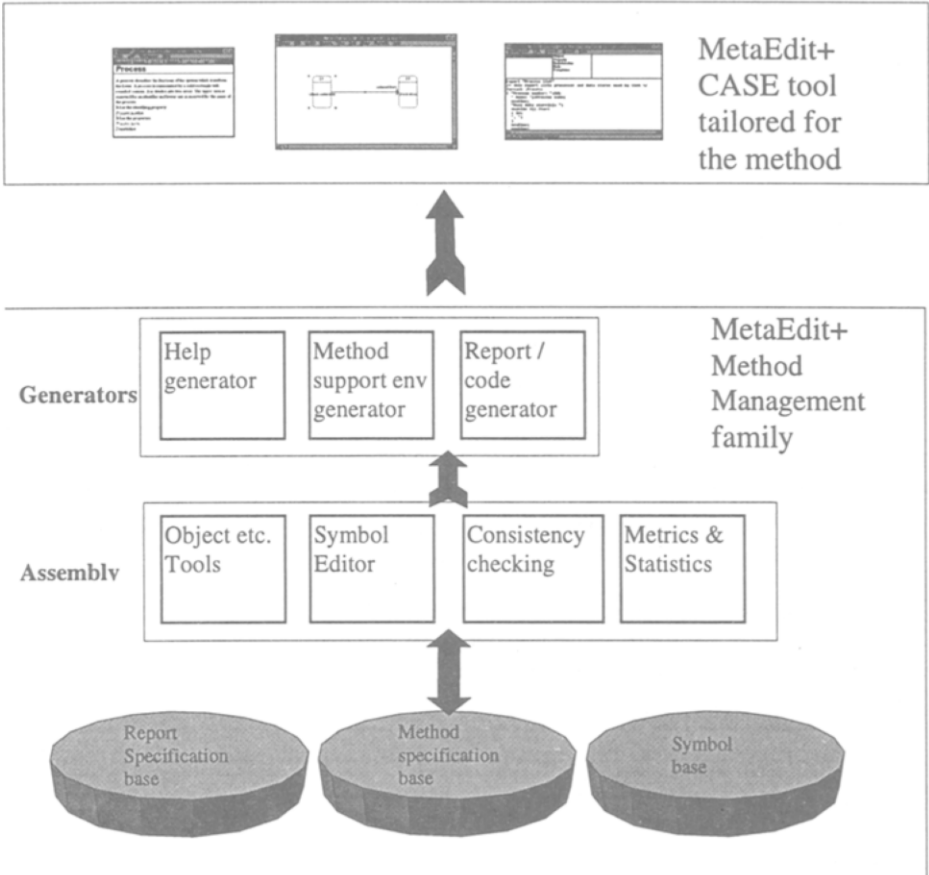 Process
MetaEdit+
CASE tool
tailored for
the method
MetaEdit+
Method
Management
family
Generators
Help
generator
Method
support env
generator
Report /
code
generator
Assembly
Object etc.
Tools
Symbol
Editor
Consistency
checking
Metrics &
Statistics
Report
Specification
base
Method
specification
base
Symbol
base